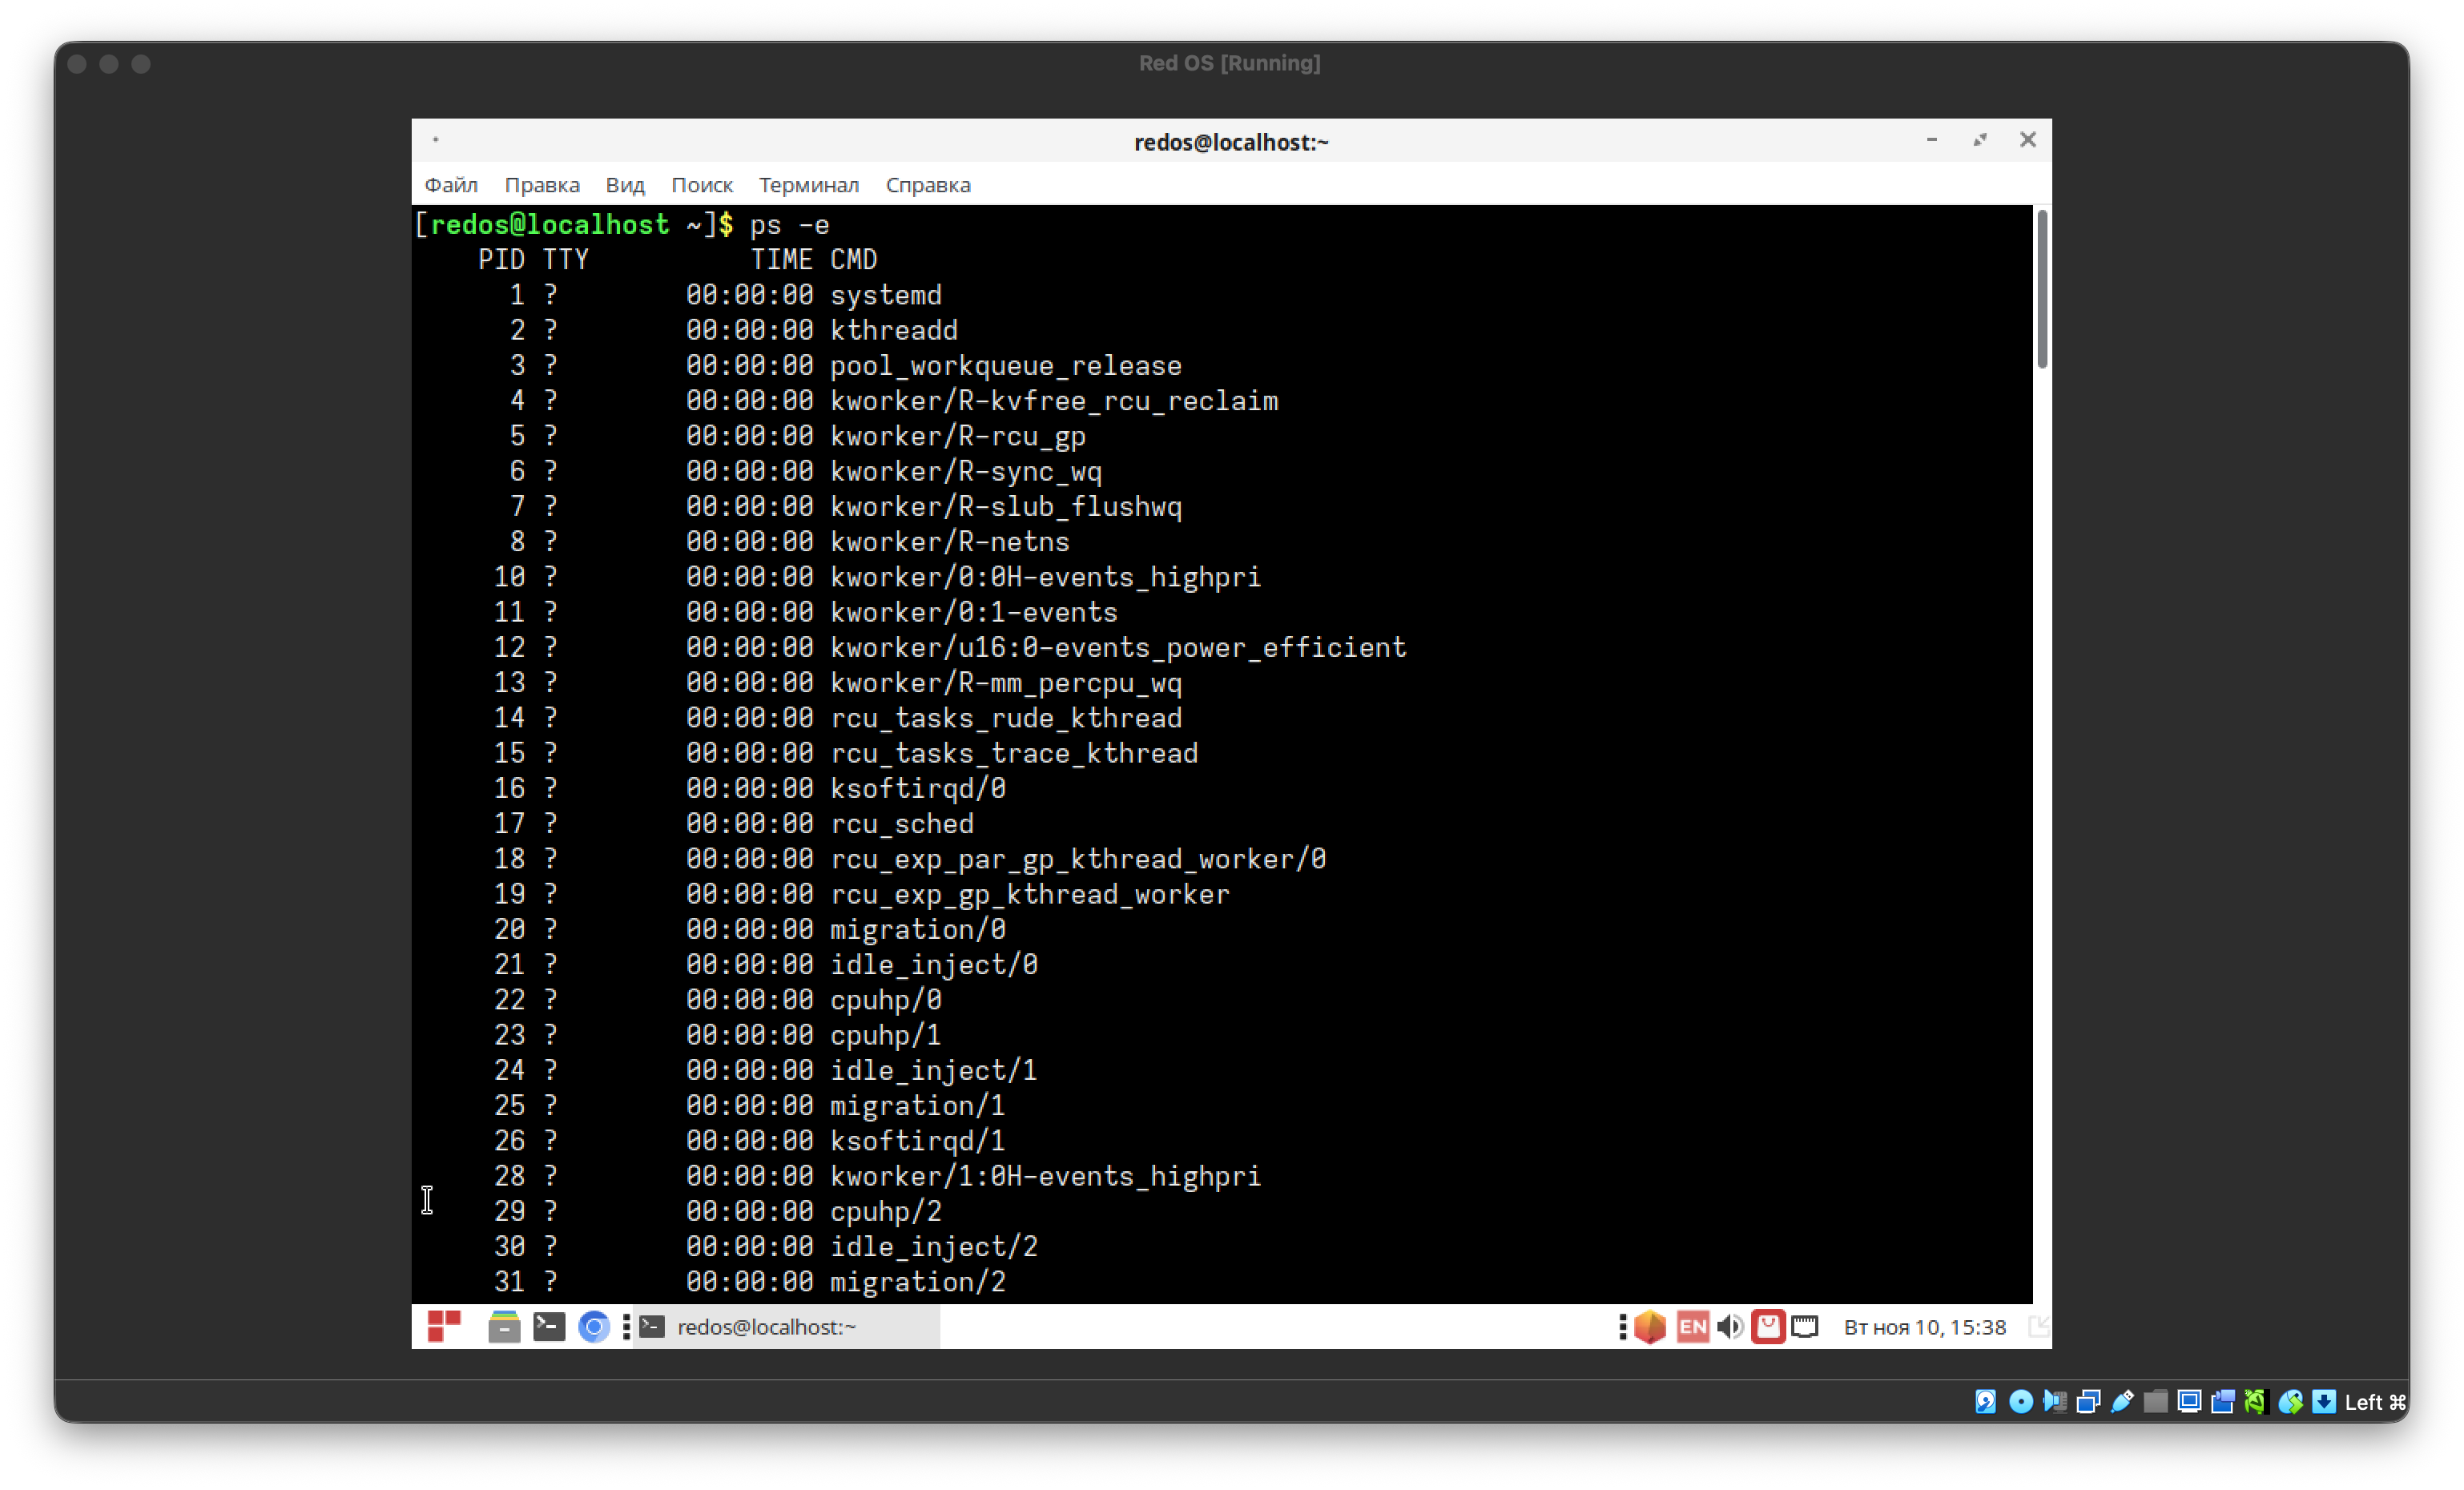 Red OS [Running]
redos@localhost:~
Файл Правка Вид Поиск Терминал Справка
[redos@localhost ~]$ ps -e
PID TTY TIME CMD
1 ? 00:00:00 systemd
2 ? 00:00:00 kthreadd
3 ? 00:00:00 pool_workqueue_release
4 ? 00:00:00 kworker/R-kvfree_rcu_reclaim
5 ? 00:00:00 kworker/R-rcu_gp
6 ? 00:00:00 kworker/R-sync_wq
7 ? 00:00:00 kworker/R-slub_flushwq
8 ? 00:00:00 kworker/R-netns
10 ? 00:00:00 kworker/0:0H-events_highpri
11 ? 00:00:00 kworker/0:1-events
12 ? 00:00:00 kworker/u16:0-events_power_efficient
13 ? 00:00:00 kworker/R-mm_percpu_wq
14 ? 00:00:00 rcu_tasks_rude_kthread
15 ? 00:00:00 rcu_tasks_trace_kthread
16 ? 00:00:00 ksoftirqd/0
17 ? 00:00:00 rcu_sched
18 ? 00:00:00 rcu_exp_par_gp_kthread_worker/0
19 ? 00:00:00 rcu_exp_gp_kthread_worker
20 ? 00:00:00 migration/0
21 ? 00:00:00 idle_inject/0
22 ? 00:00:00 cpuhp/0
23 ? 00:00:00 cpuhp/1
24 ? 00:00:00 idle_inject/1
25 ? 00:00:00 migration/1
26 ? 00:00:00 ksoftirqd/1
28 ? 00:00:00 kworker/1:0H-events_highpri
29 ? 00:00:00 cpuhp/2
30 ? 00:00:00 idle_inject/2
31 ? 00:00:00 migration/2
redos@localhost:~ EN Вт ноя 10, 15:38
Left ⌘